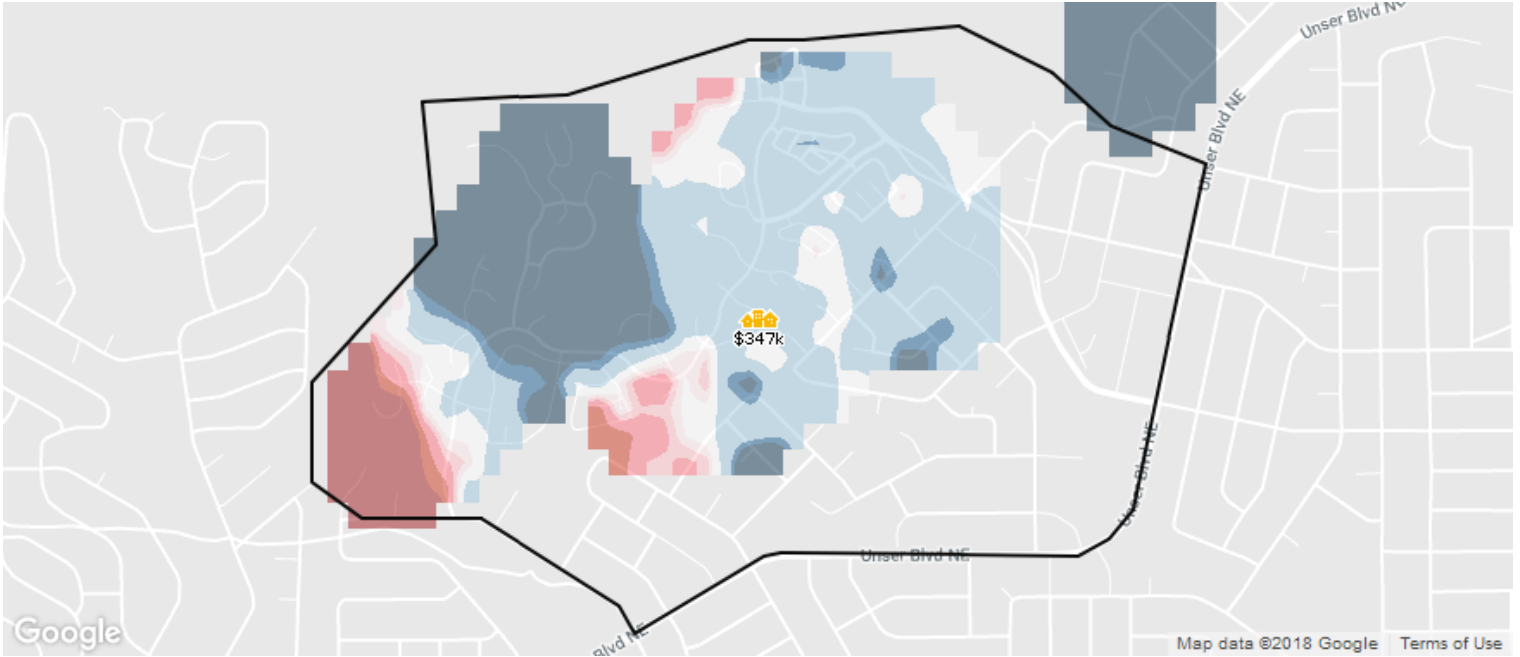 Unser Blvd NC
Unser Blvd NE
$347k
Unser Blvd NE
Unser Blvd NE
Blvd NE
Google
Map data ©2018 Google
Terms of Use